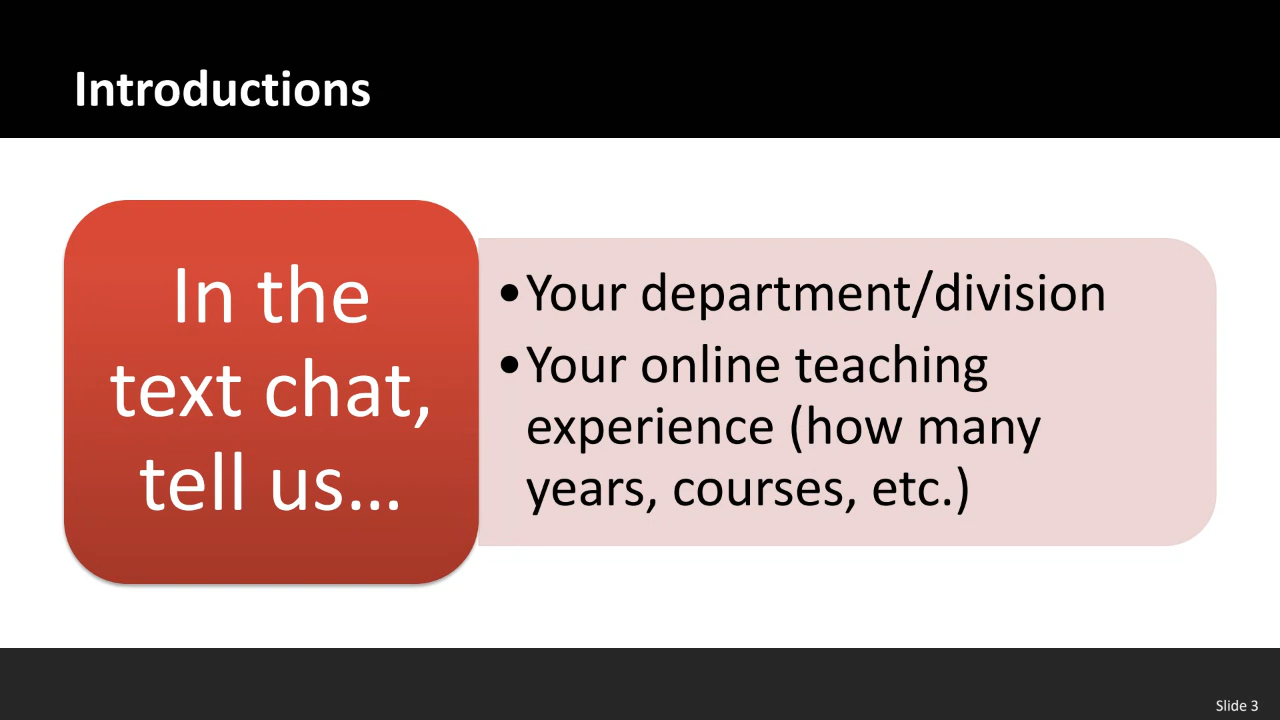 Introductions
In the
text chat,
tell us...
•Your department/division
•Your online teaching
experience (how many
years, courses, etc.)
Slide 3